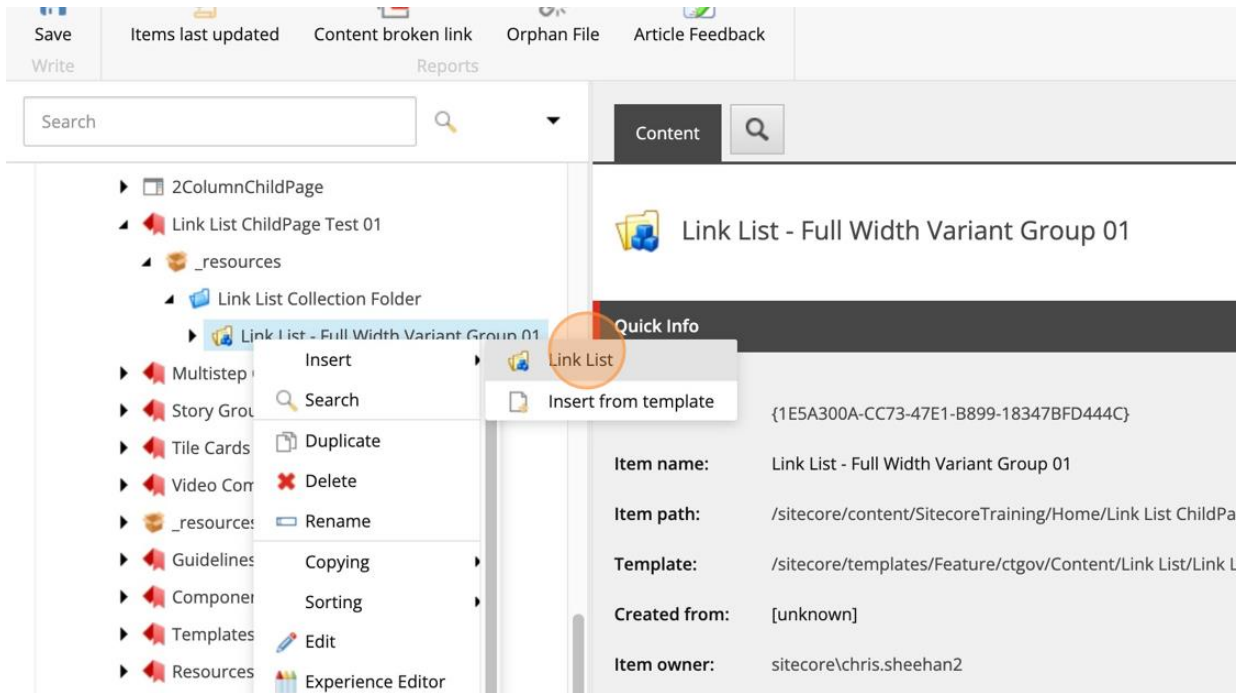 Save
Items last updated
Content broken link
Orphan File
Article Feedback
Write
Reports
Search
Content
2ColumnChildPage
Link List ChildPage Test 01
_resources
Link List Collection Folder
Link List - Full Width Variant Group 01
Multistep
Story Grou
Tile Cards
Video Com
_resources
Guidelines
Componer
Templates
Resources
Insert
Search
Duplicate
Delete
Rename
Copying
Sorting
Edit
Experience Editor
Link List
Insert from template
Link List - Full Width Variant Group 01
Quick Info
{1E5A300A-CC73-47E1-B899-18347BFD444C}
Item name: Link List - Full Width Variant Group 01
Item path: /sitecore/content/SitecoreTraining/Home/Link List ChildPa
Template: /sitecore/templates/Feature/ctgov/Content/Link List/Link L
Created from: [unknown]
Item owner: sitecore\chris.sheehan2